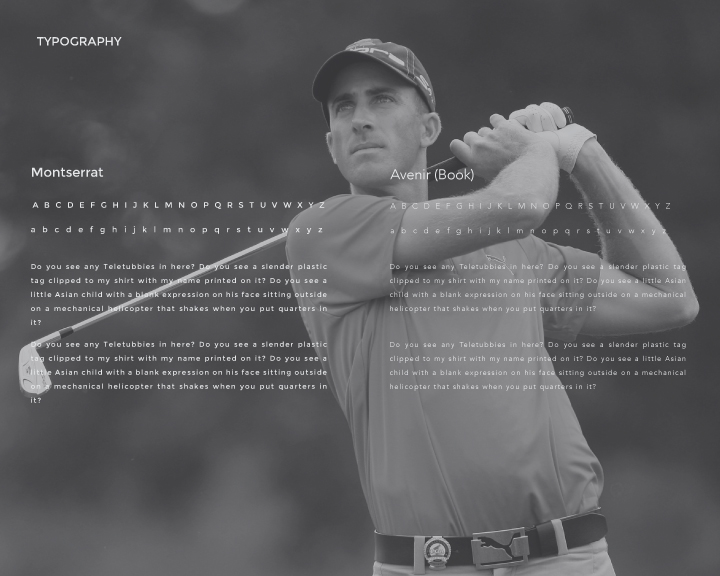 TYPOGRAPHY
Montserrat
A B C D E F G H I J K L M N O P Q R S T U V W X Y Z
a b c d e f g h i j k l m n o p q r s t u v w x y z
Do you see any Teletubbies in here? Do you see a slender plastic
tag clipped to my shirt with my name printed on it? Do you see a
little Asian child with a blank expression on his face sitting outside
on a mechanical helicopter that shakes when you put quarters in
it?
Do you see any Teletubbies in here? Do you see a slender plastic
tag clipped to my shirt with my name printed on it? Do you see a
little Asian child with a blank expression on his face sitting outside
on a mechanical helicopter that shakes when you put quarters in
it?
Avenir (Book)
A B C D E F G H I J K L M N O P Q R S T U V W X Y Z
a b c d e f g h i j k l m n o p q r s t u v w x y z
Do you see any Teletubbies in here? Do you see a slender plastic tag
clipped to my shirt with my name printed on it? Do you see a little Asian
child with a blank expression on his face sitting outside on a mechanical
helicopter that shakes when you put quarters in it?
Do you see any Teletubbies in here? Do you see a slender plastic tag
clipped to my shirt with my name printed on it? Do you see a little Asian
child with a blank expression on his face sitting outside on a mechanical
helicopter that shakes when you put quarters in it?